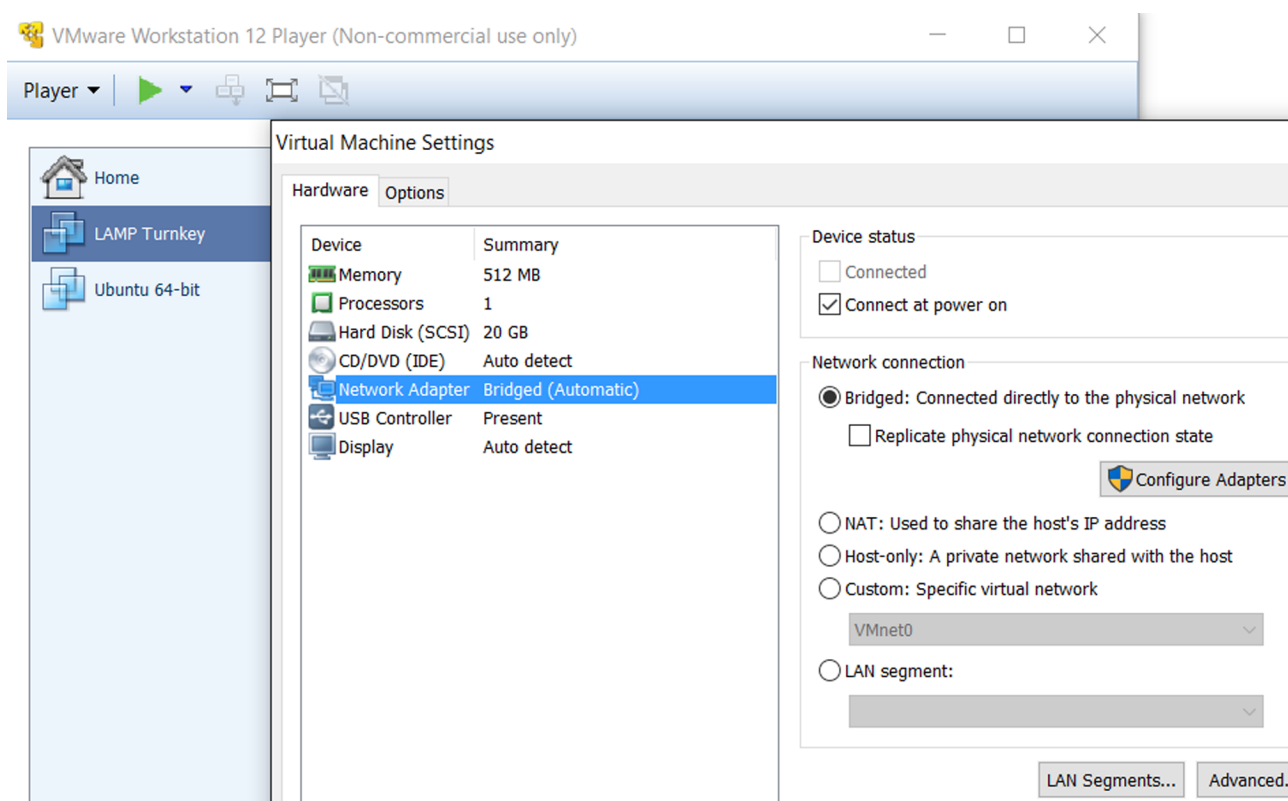 VMware Workstation 12 Player (Non-commercial use only)
Player
Virtual Machine Settings
Home
LAMP Turnkey
Ubuntu 64-bit
Hardware Options
Device Summary
Memory 512 MB
Processors 1
Hard Disk (SCSI) 20 GB
CD/DVD (IDE) Auto detect
Network Adapter Bridged (Automatic)
USB Controller Present
Display Auto detect
Device status
Connected
Connect at power on
Network connection
Bridged: Connected directly to the physical network
Replicate physical network connection state
Configure Adapters
NAT: Used to share the host's IP address
Host-only: A private network shared with the host
Custom: Specific virtual network
VMnet0
LAN segment:
LAN Segments... Advanced.